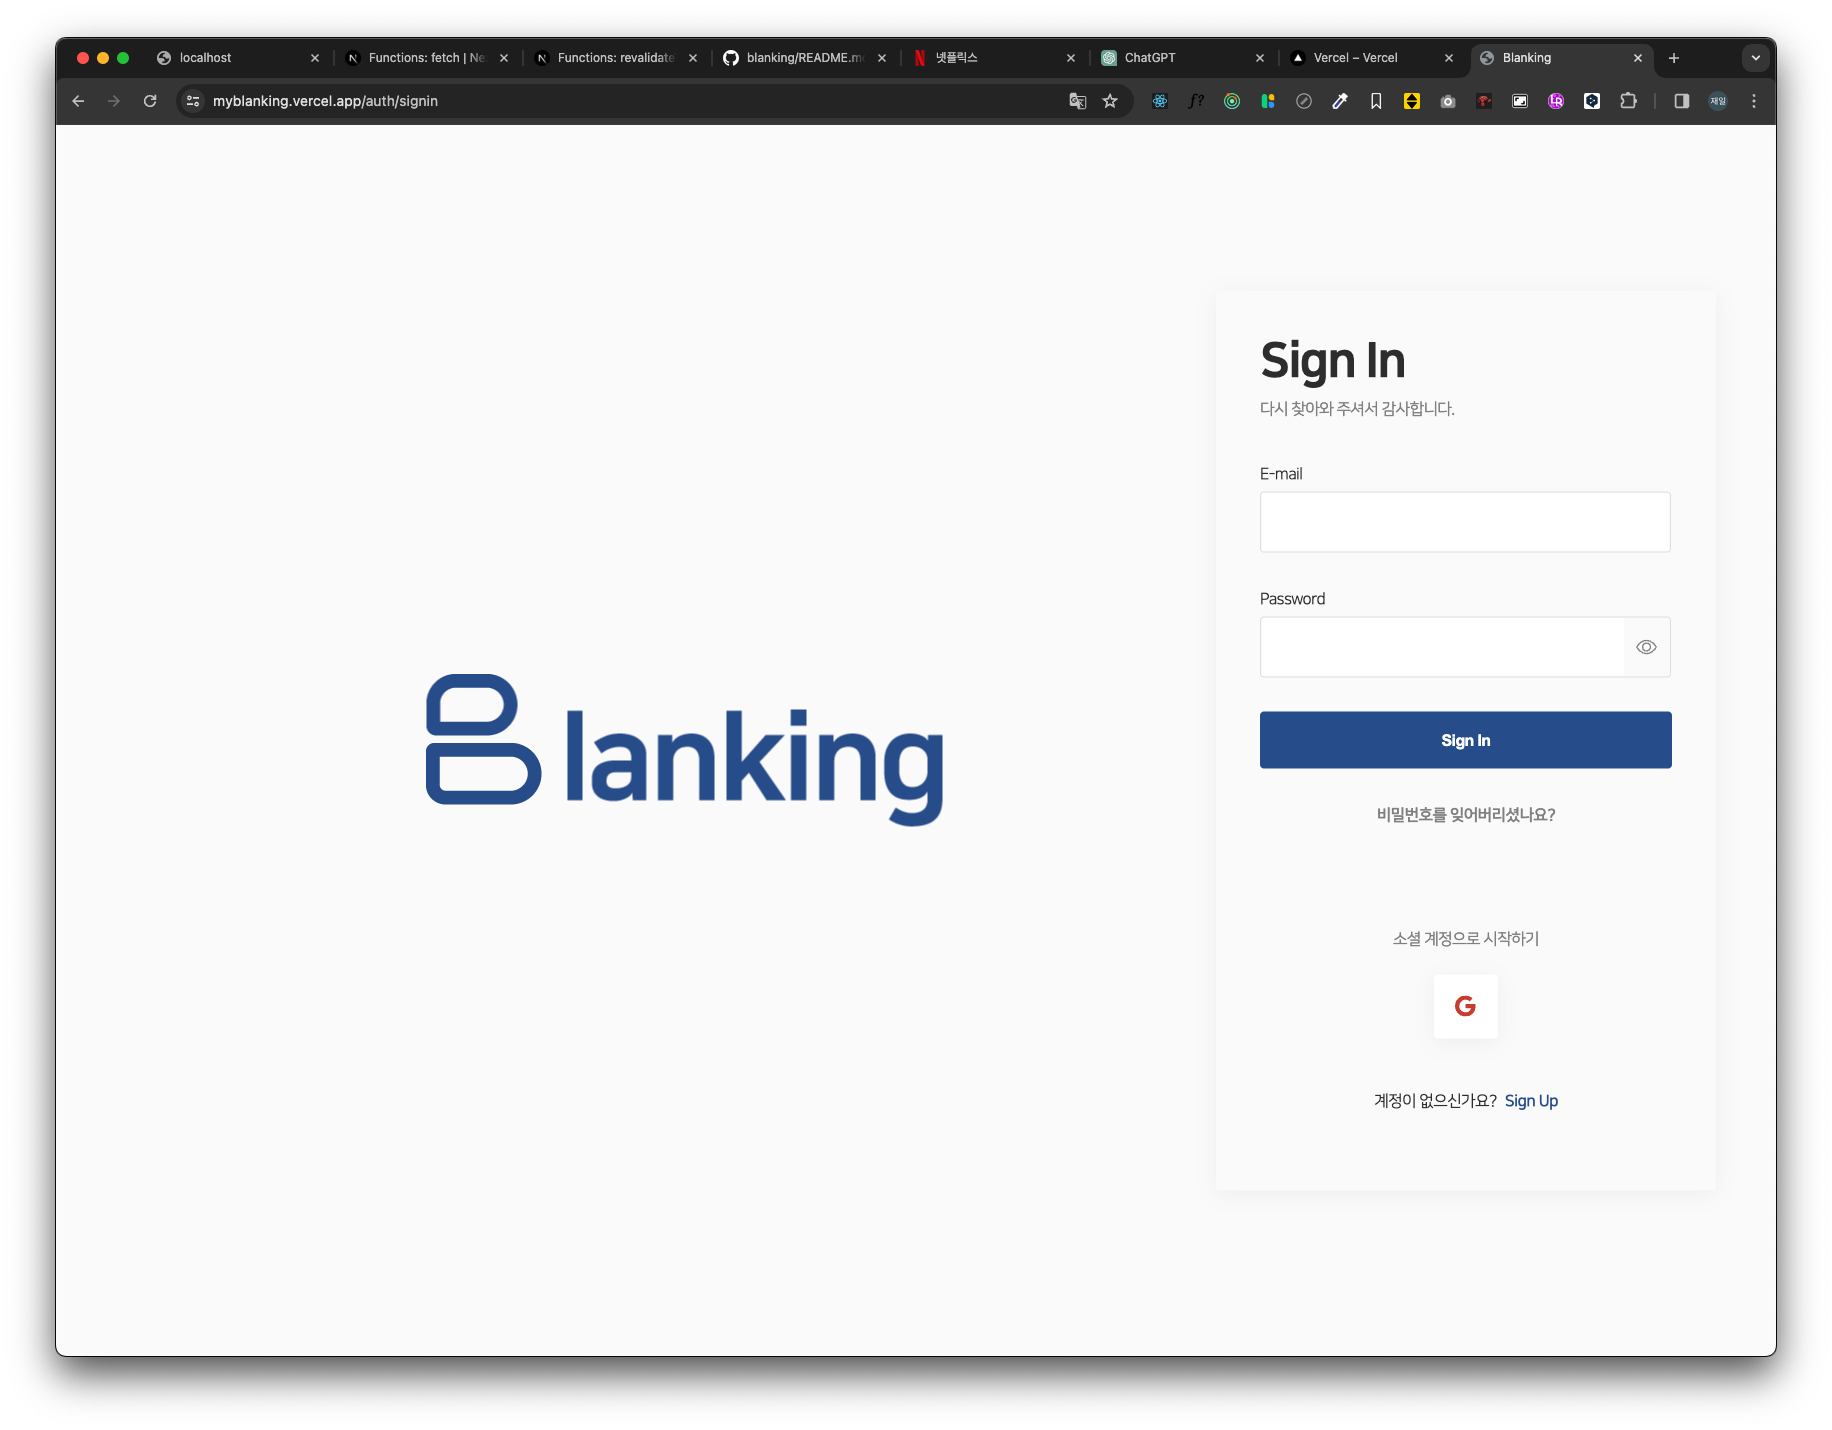 localhost
Functions: fetch | Ne
Functions: revalidate
blanking/README.m
넷플릭스
ChatGPT
Vercel – Vercel
Blanking
myblanking.vercel.app/auth/signin
f?
재일
Sign In
다시 찾아와 주셔서 감사합니다.
E-mail
Password
Blanking
Sign In
비밀번호를 잊어버리셨나요?
소셜 계정으로 시작하기
G
계정이 없으신가요? Sign Up